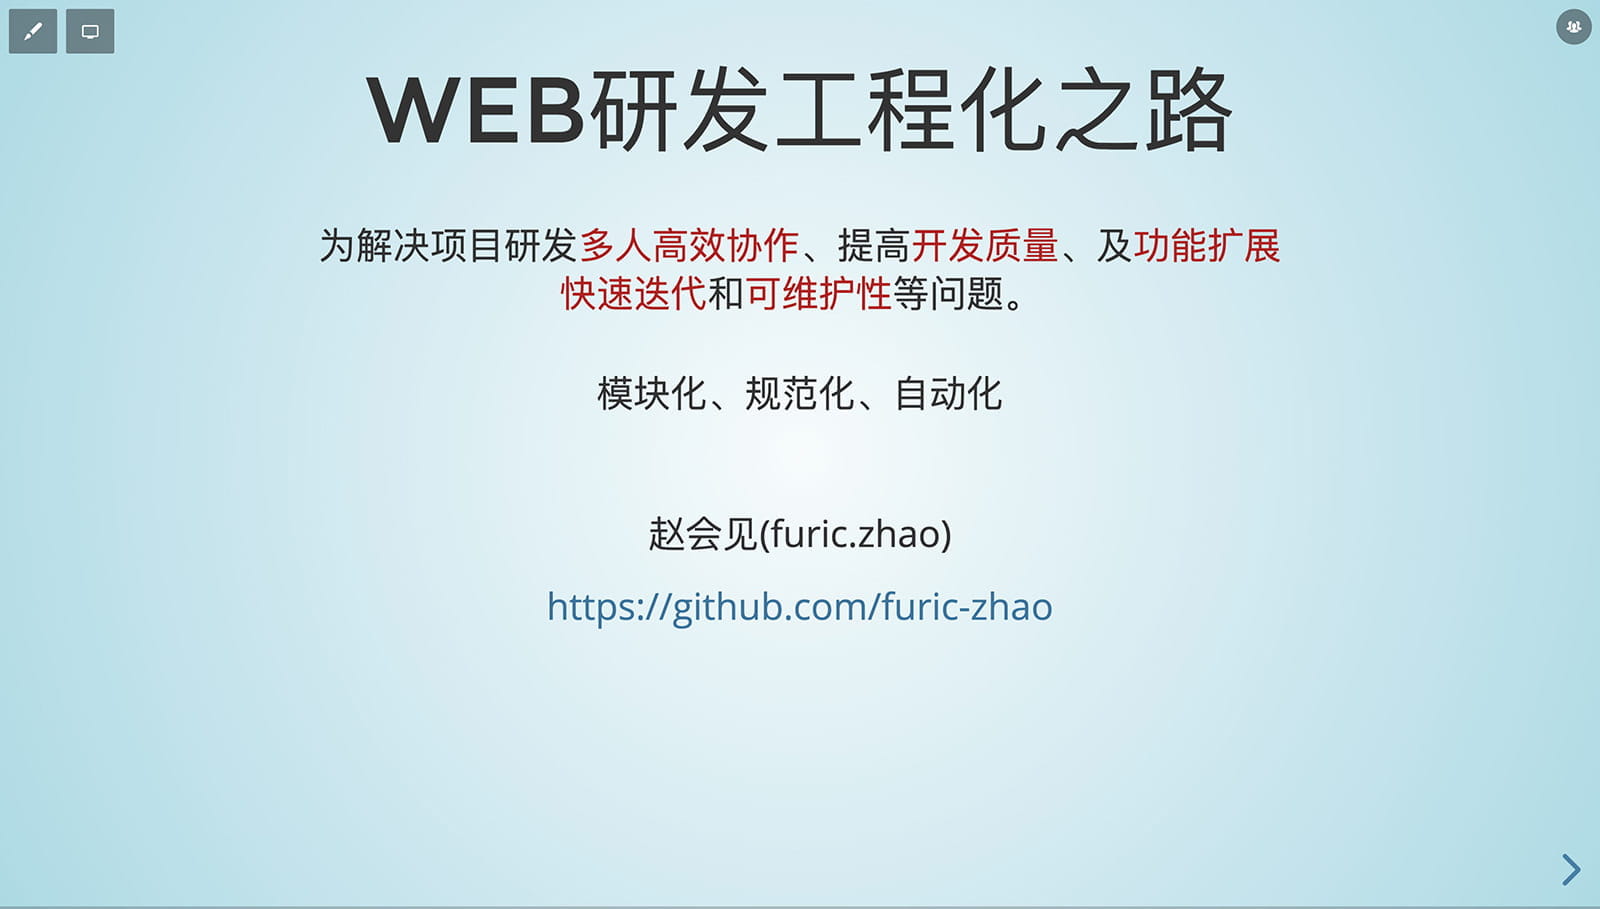 WEB研发工程化之路
为解决项目研发多人高效协作、提高开发质量、及功能扩展
快速迭代和可维护性等问题。
模块化、规范化、自动化
赵会见(furic.zhao)
https://github.com/furic-zhao